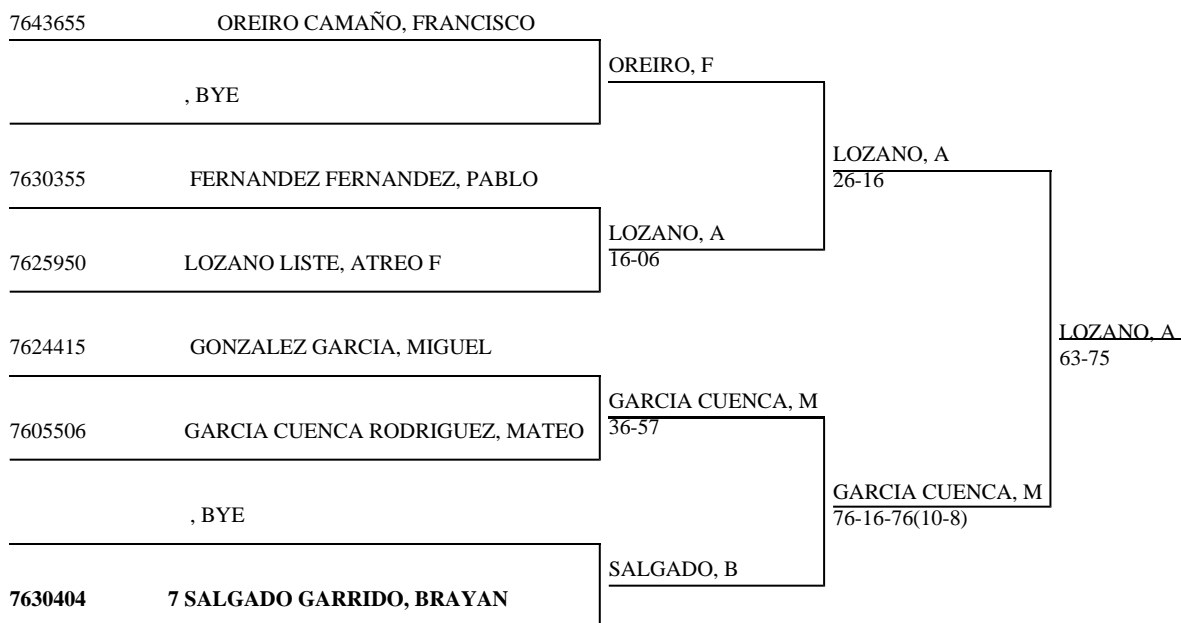 7643655 OREIRO CAMAÑO, FRANCISCO
OREIRO, F
, BYE
LOZANO, A
26-16
7630355 FERNANDEZ FERNANDEZ, PABLO
LOZANO, A
16-06
7625950 LOZANO LISTE, ATREO F
LOZANO, A
63-75
7624415 GONZALEZ GARCIA, MIGUEL
GARCIA CUENCA, M
36-57
7605506 GARCIA CUENCA RODRIGUEZ, MATEO
GARCIA CUENCA, M
76-16-76(10-8)
, BYE
SALGADO, B
7630404 7 SALGADO GARRIDO, BRAYAN